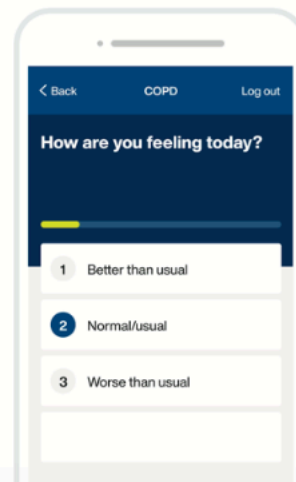 Back COPD Log out
How are you feeling today?
1 Better than usual
2 Normal/usual
3 Worse than usual